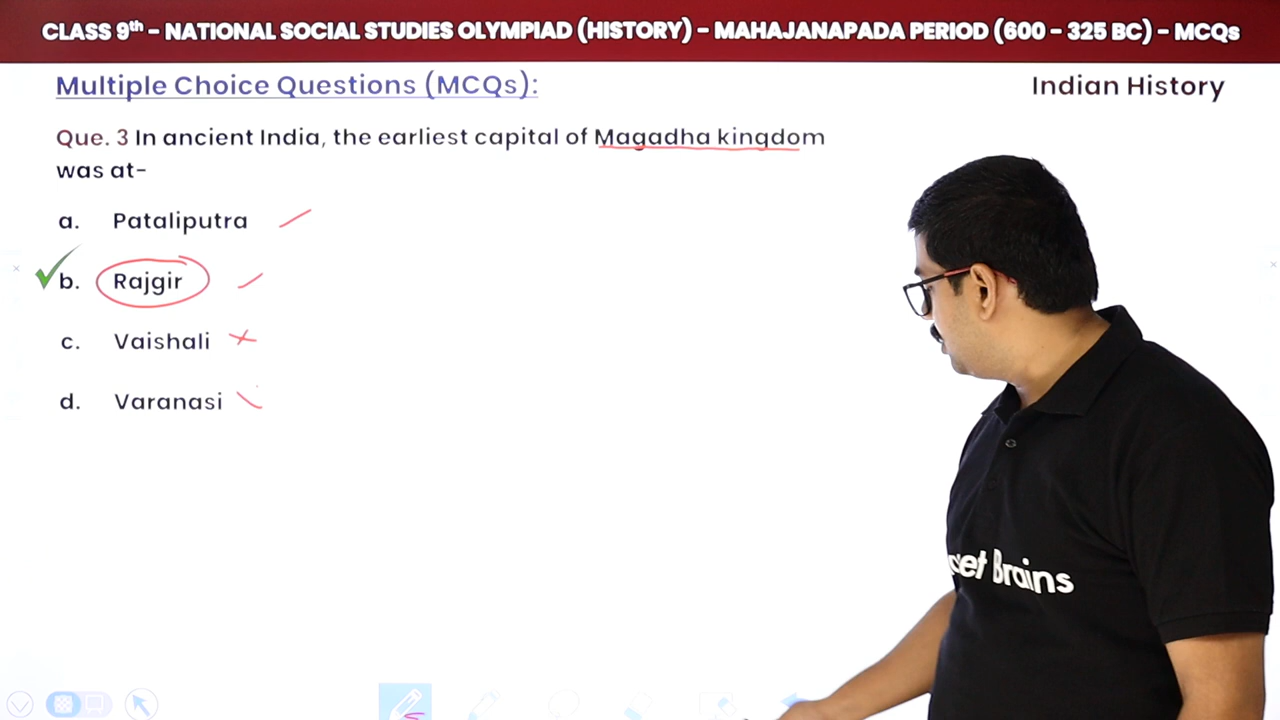 CLASS 9th – NATIONAL SOCIAL STUDIES OLYMPIAD (HISTORY) – MAHAJANAPADA PERIOD (600 – 325 BC) – MCQs
Multiple Choice Questions (MCQs):
Indian History
Que. 3 In ancient India, the earliest capital of Magadha kingdom
was at-
a. Pataliputra
b. Rajgir
c. Vaishali
d. Varanasi
Brains